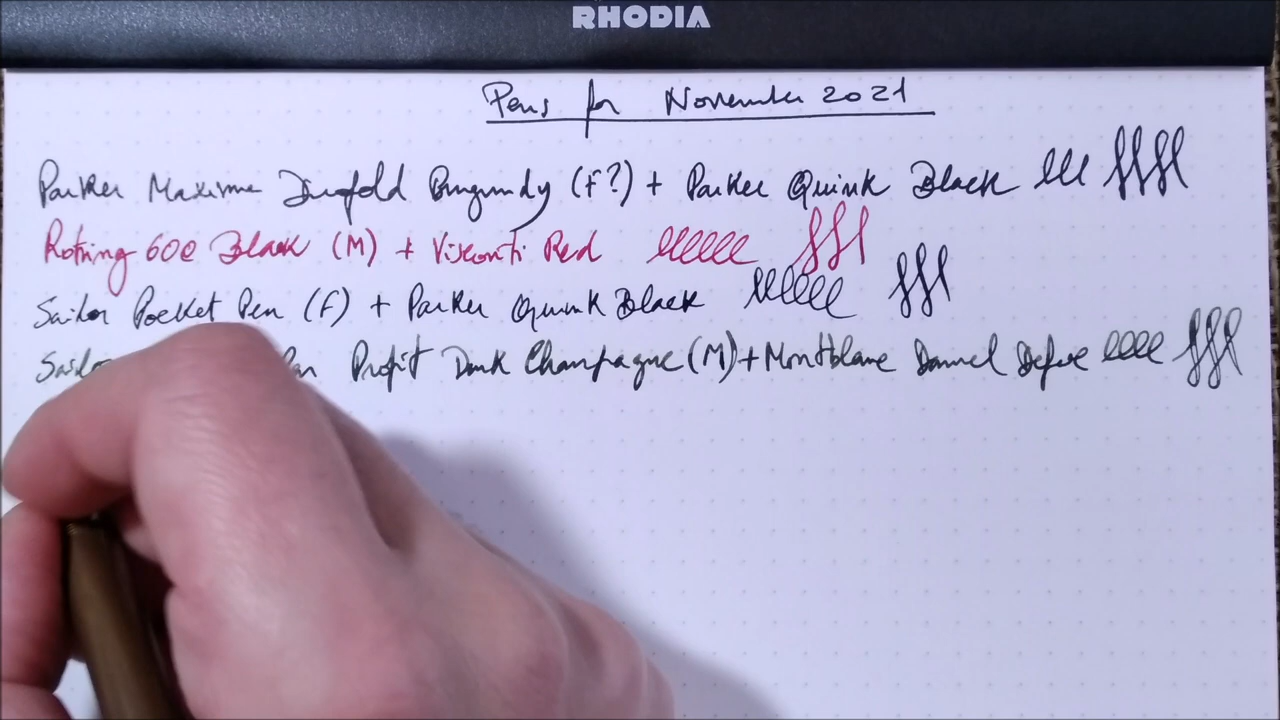 RHODIA
Pens for November 2021
Parker Maxima Duofold Burgundy (F?) + Parker Quink Black
Rotring 600 Black (M) + Visconti Red
Sailor Pocket Pen (F) + Parker Quink Black
Profit Dark Champagne (M) + Montblanc Daniel Defoe